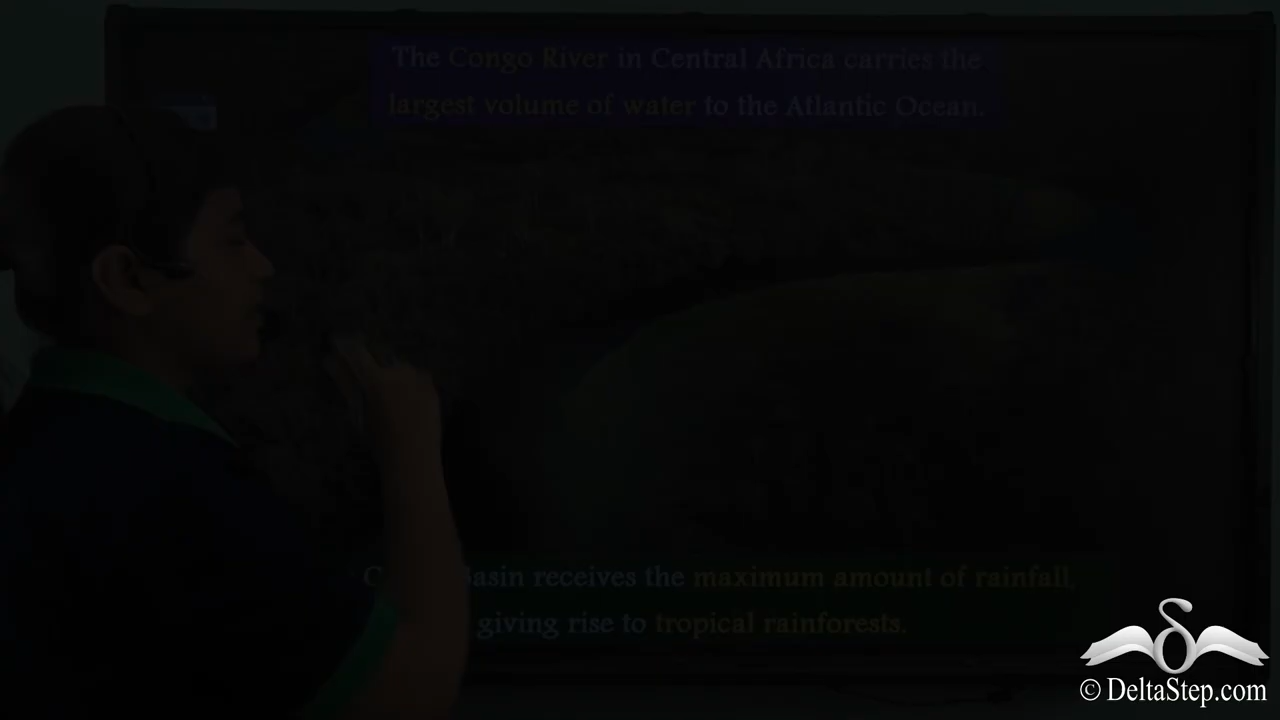 The Congo River in Central Africa carries the
largest volume of water to the Atlantic Ocean.
Basin receives the maximum amount of rainfall,
giving rise to tropical rainforests.
© DeltaStep.com